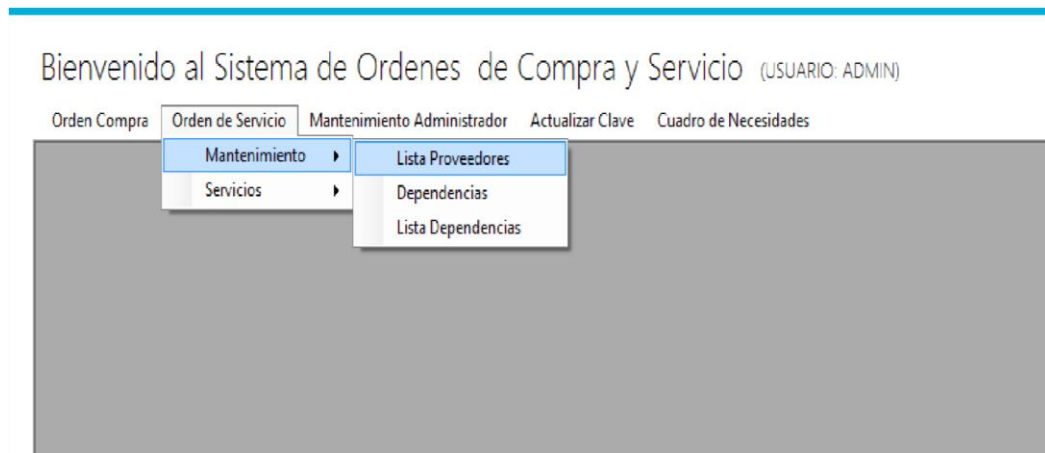 Bienvenido al Sistema de Ordenes de Compra y Servicio (USUARIO: ADMIN)
Orden Compra Orden de Servicio Mantenimiento Administrador Actualizar Clave Cuadro de Necesidades
Mantenimiento Lista Proveedores
Servicios Dependencias
Lista Dependencias